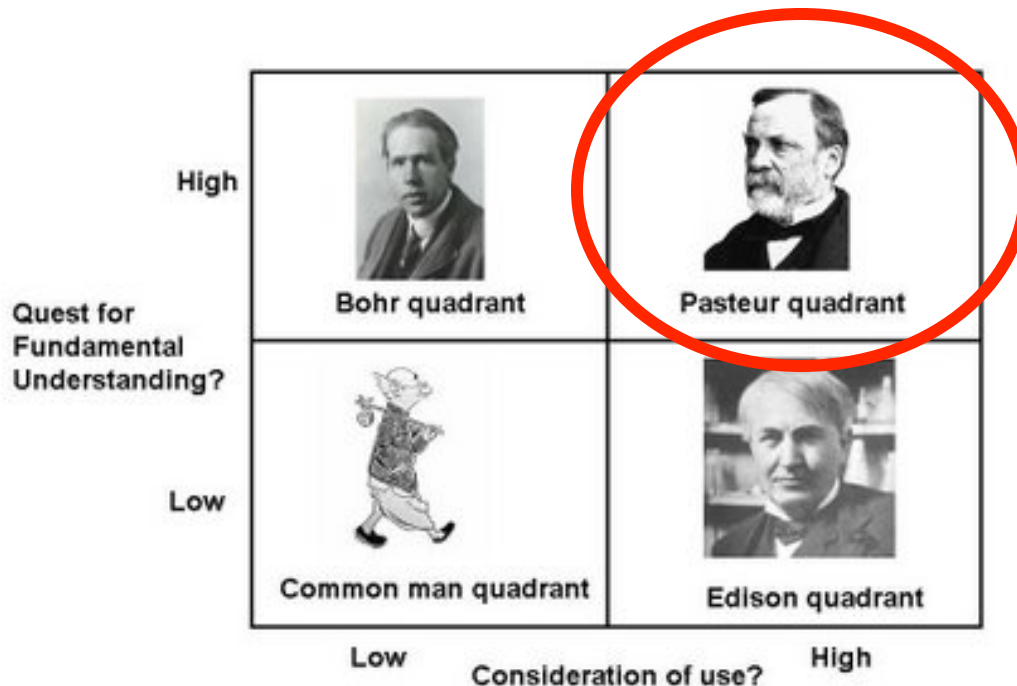 High
Bohr quadrant
Pasteur quadrant
Quest for
Fundamental
Understanding?
Low
Common man quadrant
Edison quadrant
Low
High
Consideration of use?